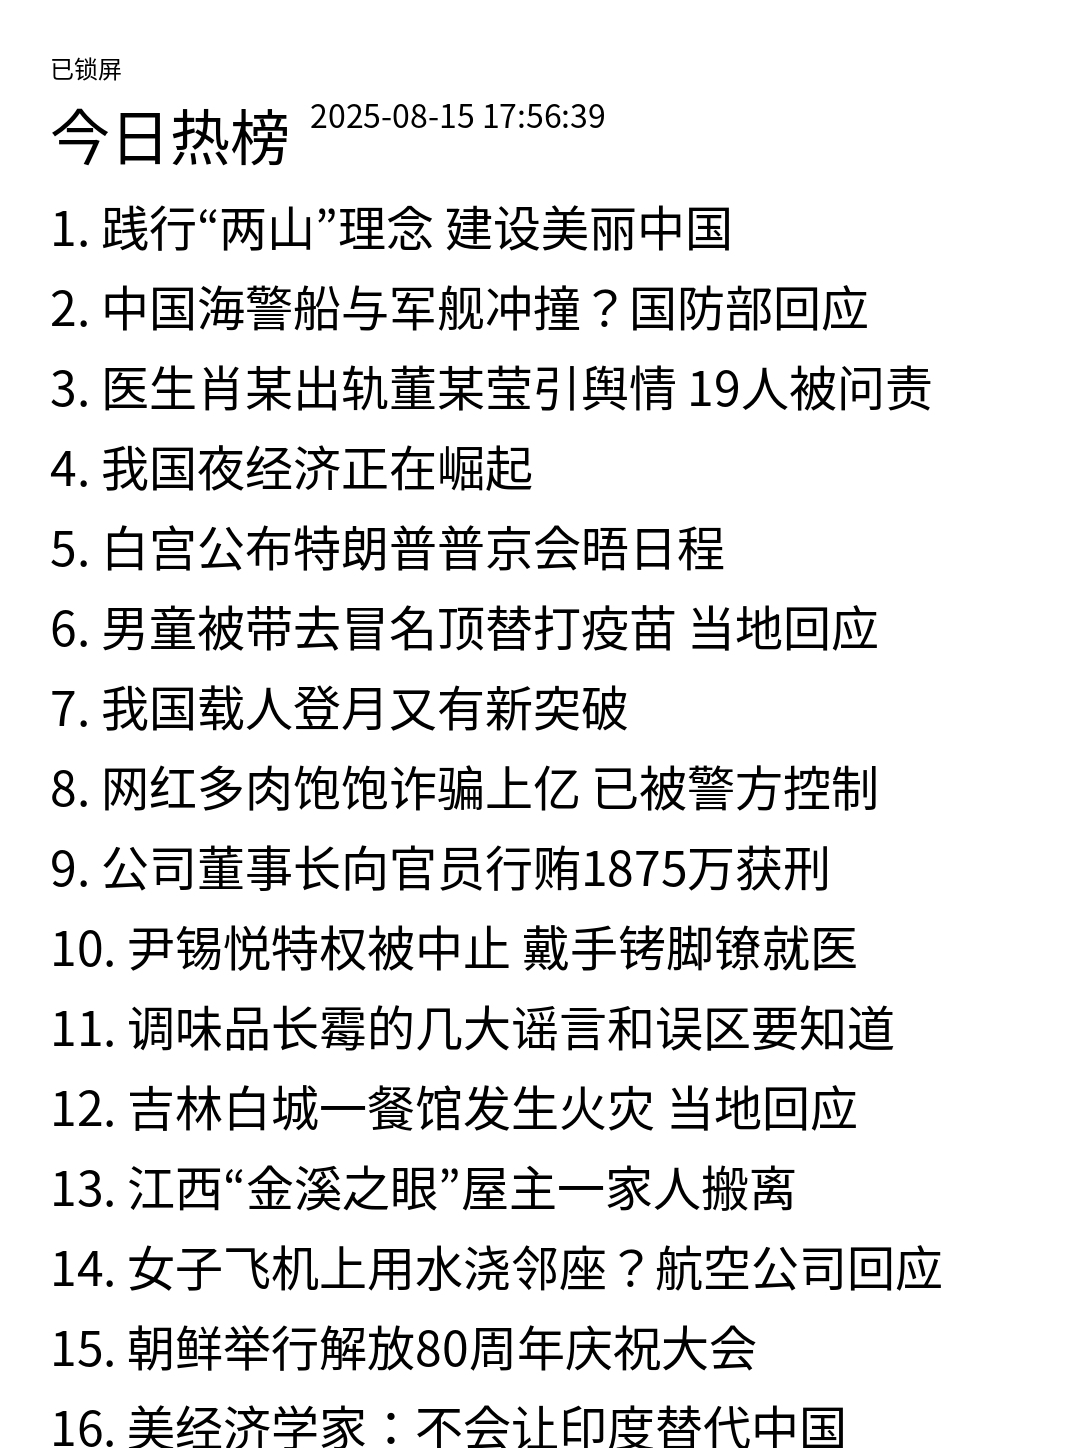 已锁屏
今日热榜 2025-08-15 17:56:39
1. 践行“两山”理念 建设美丽中国
2. 中国海警船与军舰冲撞？国防部回应
3. 医生肖某出轨董某莹引舆情 19人被问责
4. 我国夜经济正在崛起
5. 白宫公布特朗普普京会晤日程
6. 男童被带去冒名顶替打疫苗 当地回应
7. 我国载人登月又有新突破
8. 网红多肉饱饱诈骗上亿 已被警方控制
9. 公司董事长向官员行贿1875万获刑
10. 尹锡悦特权被中止 戴手铐脚镣就医
11. 调味品长霉的几大谣言和误区要知道
12. 吉林白城一餐馆发生火灾 当地回应
13. 江西“金溪之眼”屋主一家人搬离
14. 女子飞机上用水浇邻座？航空公司回应
15. 朝鲜举行解放80周年庆祝大会
16. 美经济学家：不会让印度替代中国